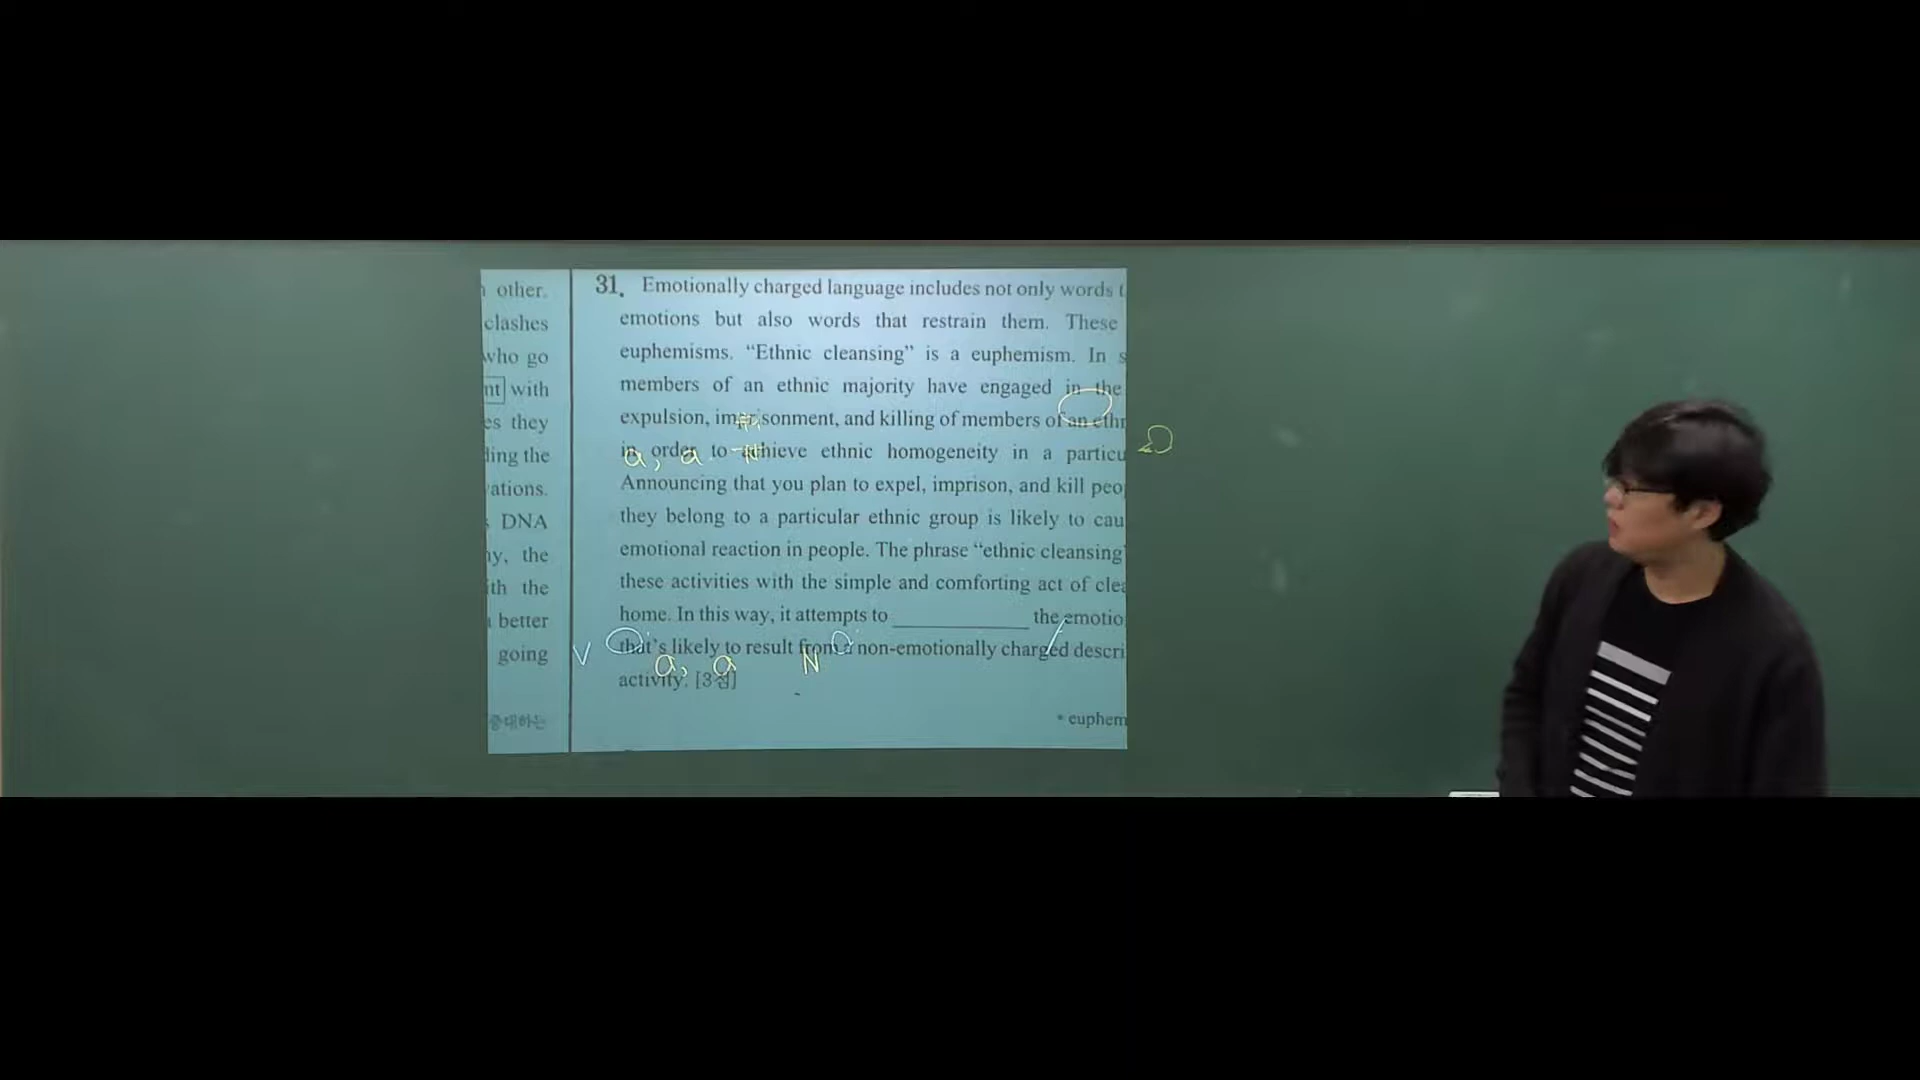 other.
clashes
who go
nt with
es they
ding the
ations.
DNA
y, the
ith the
better
going
중대하는
31. Emotionally charged language includes not only words t
emotions but also words that restrain them. These
euphemisms. “Ethnic cleansing” is a euphemism. In s
members of an ethnic majority have engaged in the
expulsion, imprisonment, and killing of members of an ethn
in order to achieve ethnic homogeneity in a particu
Announcing that you plan to expel, imprison, and kill peo
they belong to a particular ethnic group is likely to cau
emotional reaction in people. The phrase “ethnic cleansing”
these activities with the simple and comforting act of clea
home. In this way, it attempts to ____________ the emotio
that’s likely to result from a non-emotionally charged descri
activity. [3점]
* euphem
a, a N
V a, a N